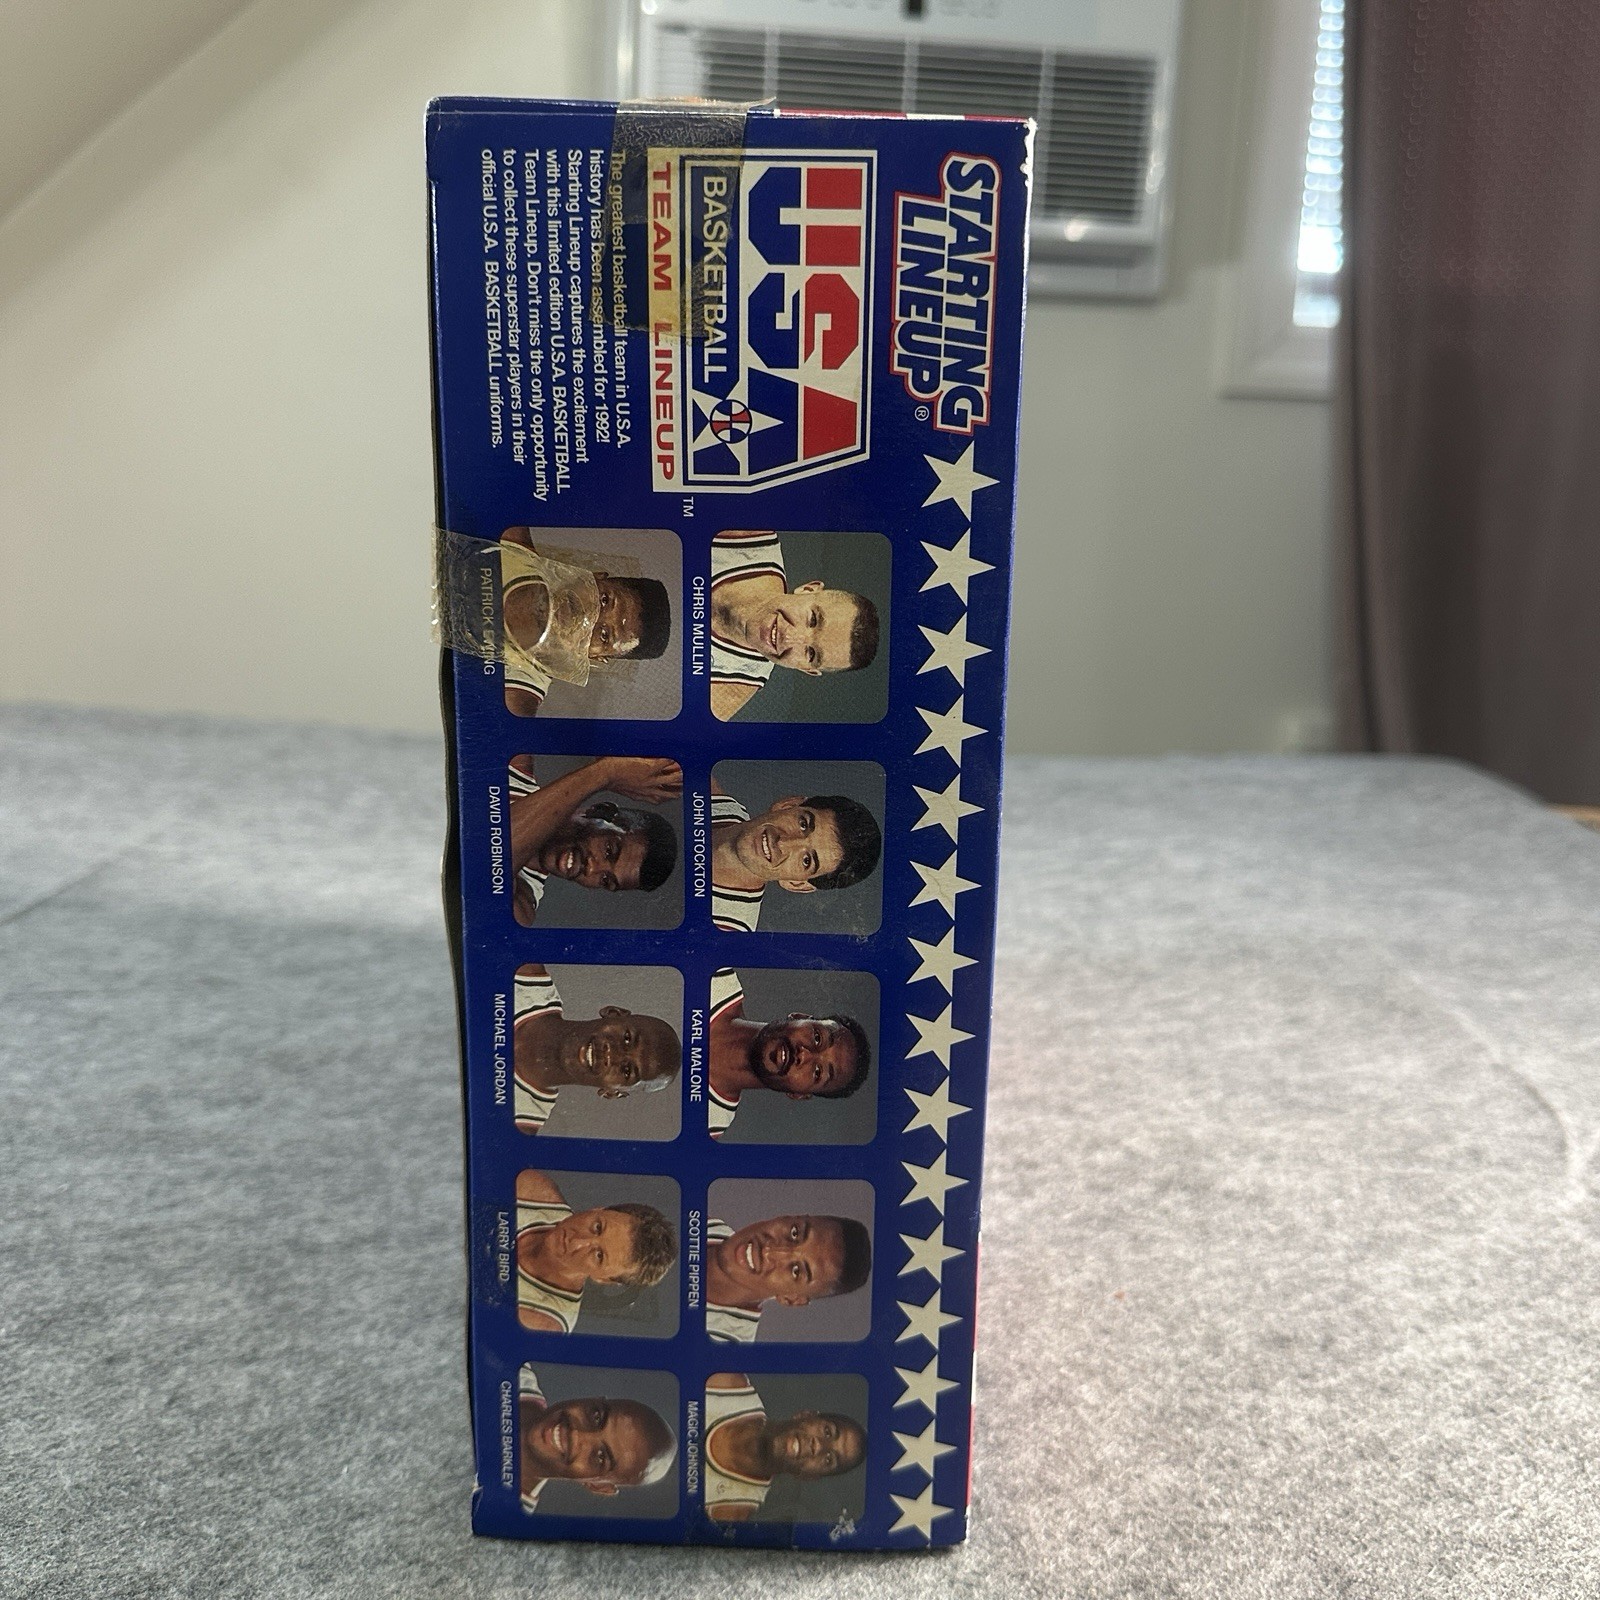 STARTING
LINEUP®
USA
BASKETBALL
TEAM LINEUP™
The greatest basketball team in U.S.A.
history has been assembled for 1992!
Starting Lineup captures the excitement
with this limited edition U.S.A. BASKETBALL
Team Lineup. Don't miss the only opportunity
to collect these superstar players in their
official U.S.A. BASKETBALL uniforms.
CHRIS MULLIN
JOHN STOCKTON
KARL MALONE
SCOTTIE PIPPEN
MAGIC JOHNSON
PATRICK EWING
DAVID ROBINSON
MICHAEL JORDAN
LARRY BIRD
CHARLES BARKLEY